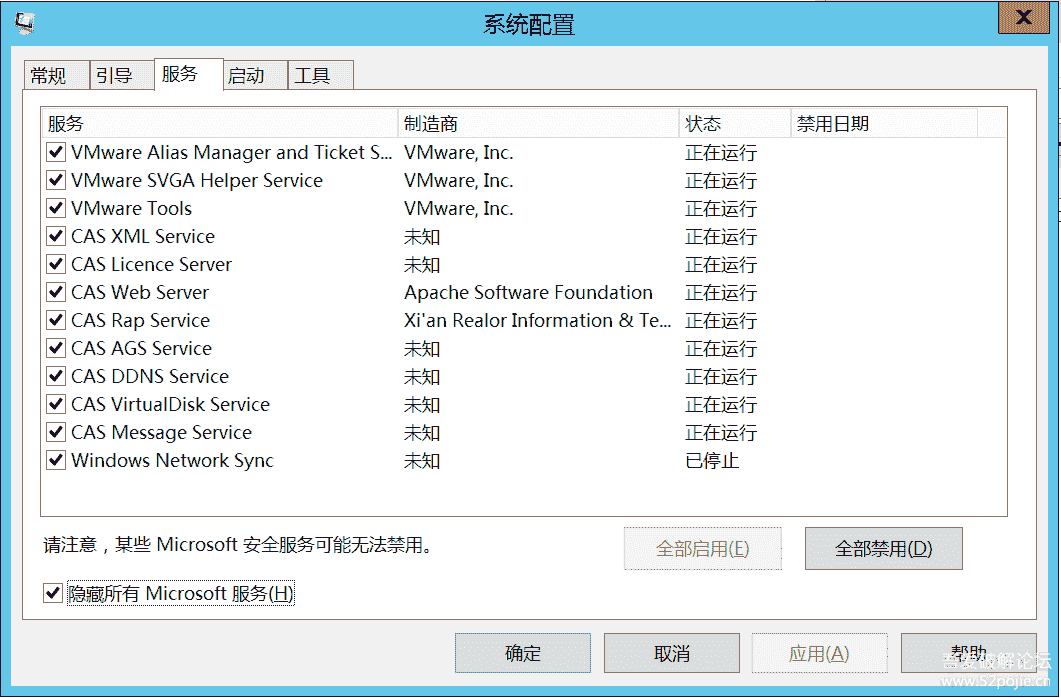 系统配置
常规 引导 服务 启动 工具
服务 制造商 状态 禁用日期
VMware Alias Manager and Ticket S... VMware, Inc. 正在运行
VMware SVGA Helper Service VMware, Inc. 正在运行
VMware Tools VMware, Inc. 正在运行
CAS XML Service 未知 正在运行
CAS Licence Server 未知 正在运行
CAS Web Server Apache Software Foundation 正在运行
CAS Rap Service Xi'an Realor Information & Te... 正在运行
CAS AGS Service 未知 正在运行
CAS DDNS Service 未知 正在运行
CAS VirtualDisk Service 未知 正在运行
CAS Message Service 未知 正在运行
Windows Network Sync 未知 已停止
请注意，某些 Microsoft 安全服务可能无法禁用。
全部启用(E) 全部禁用(D)
隐藏所有 Microsoft 服务(H)
确定 取消 应用(A) 帮助
吾爱破解论坛
www.52pojie.cn